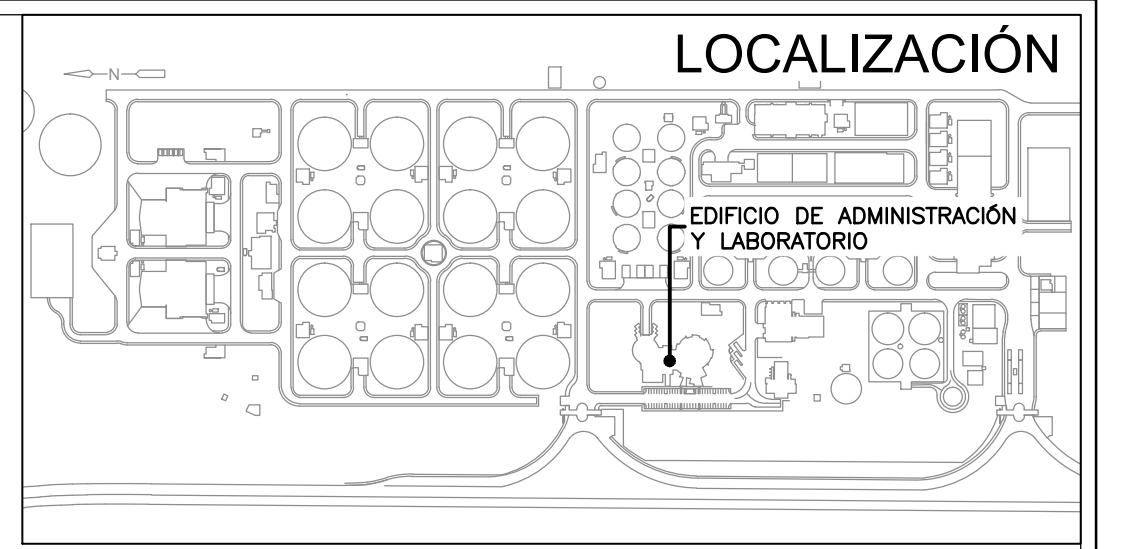 LOCALIZACIÓN
N
EDIFICIO DE ADMINISTRACIÓN
Y LABORATORIO